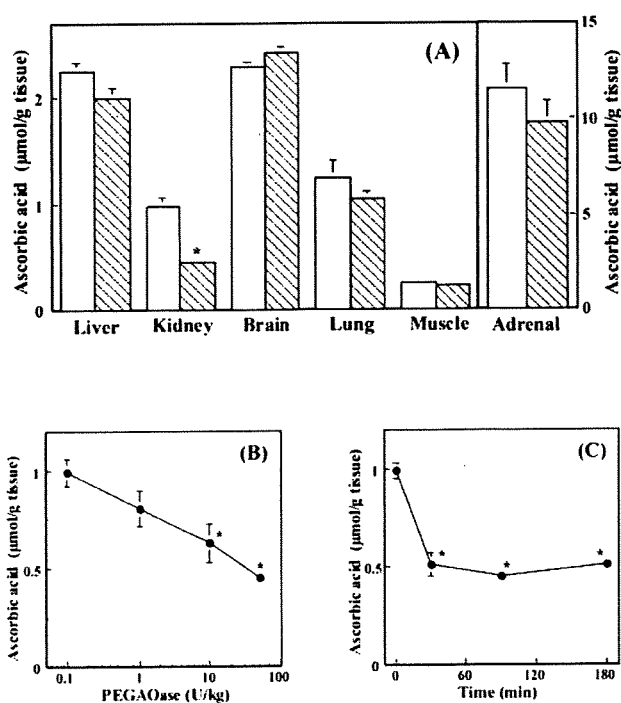 (A)
Ascorbic acid (μmol/g tissue)
2
1
0
Liver Kidney Brain Lung Muscle Adrenal
*
15
10
5
0
Ascorbic acid (μmol/g tissue)
(B)
Ascorbic acid (μmol/g tissue)
1
0.5
0
*
*
0.1 1 10 100
PEGAOase (U/kg)
(C)
Ascorbic acid (μmol/g tissue)
1
0.5
0
*
*
*
0 60 120 180
Time (min)